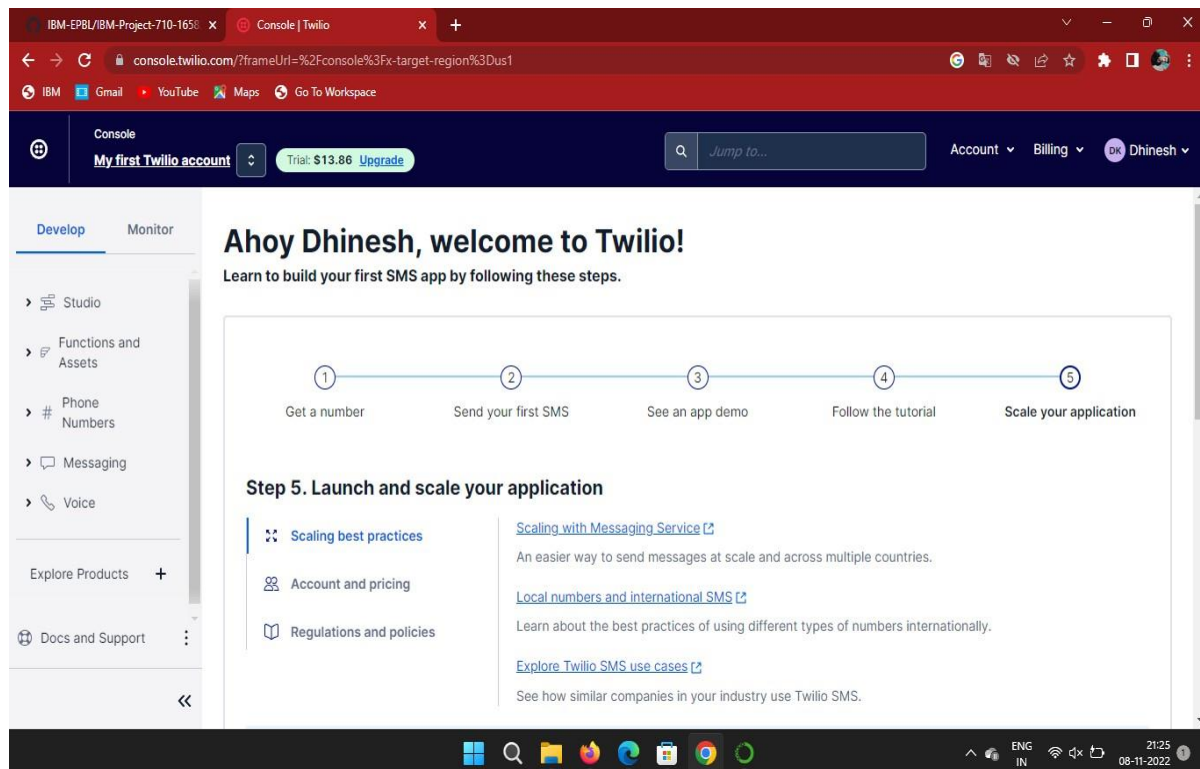 IBM-EPBL/IBM-Project-710-1658
Console | Twilio
console.twilio.com/?frameUrl=%2Fconsole%3Fx-target-region%3Dus1
IBM Gmail YouTube Maps Go To Workspace
Console
My first Twilio account
Trial: $13.86 Upgrade
Jump to...
Account
Billing
DK Dhinesh
Develop Monitor
Studio
Functions and
Assets
Phone
Numbers
Messaging
Voice
Explore Products +
Docs and Support
Ahoy Dhinesh, welcome to Twilio!
Learn to build your first SMS app by following these steps.
1 2 3 4 5
Get a number Send your first SMS See an app demo Follow the tutorial Scale your application
Step 5. Launch and scale your application
Scaling best practices
Account and pricing
Regulations and policies
Scaling with Messaging Service
An easier way to send messages at scale and across multiple countries.
Local numbers and international SMS
Learn about the best practices of using different types of numbers internationally.
Explore Twilio SMS use cases
See how similar companies in your industry use Twilio SMS.
ENG
IN
21:25
08-11-2022
1